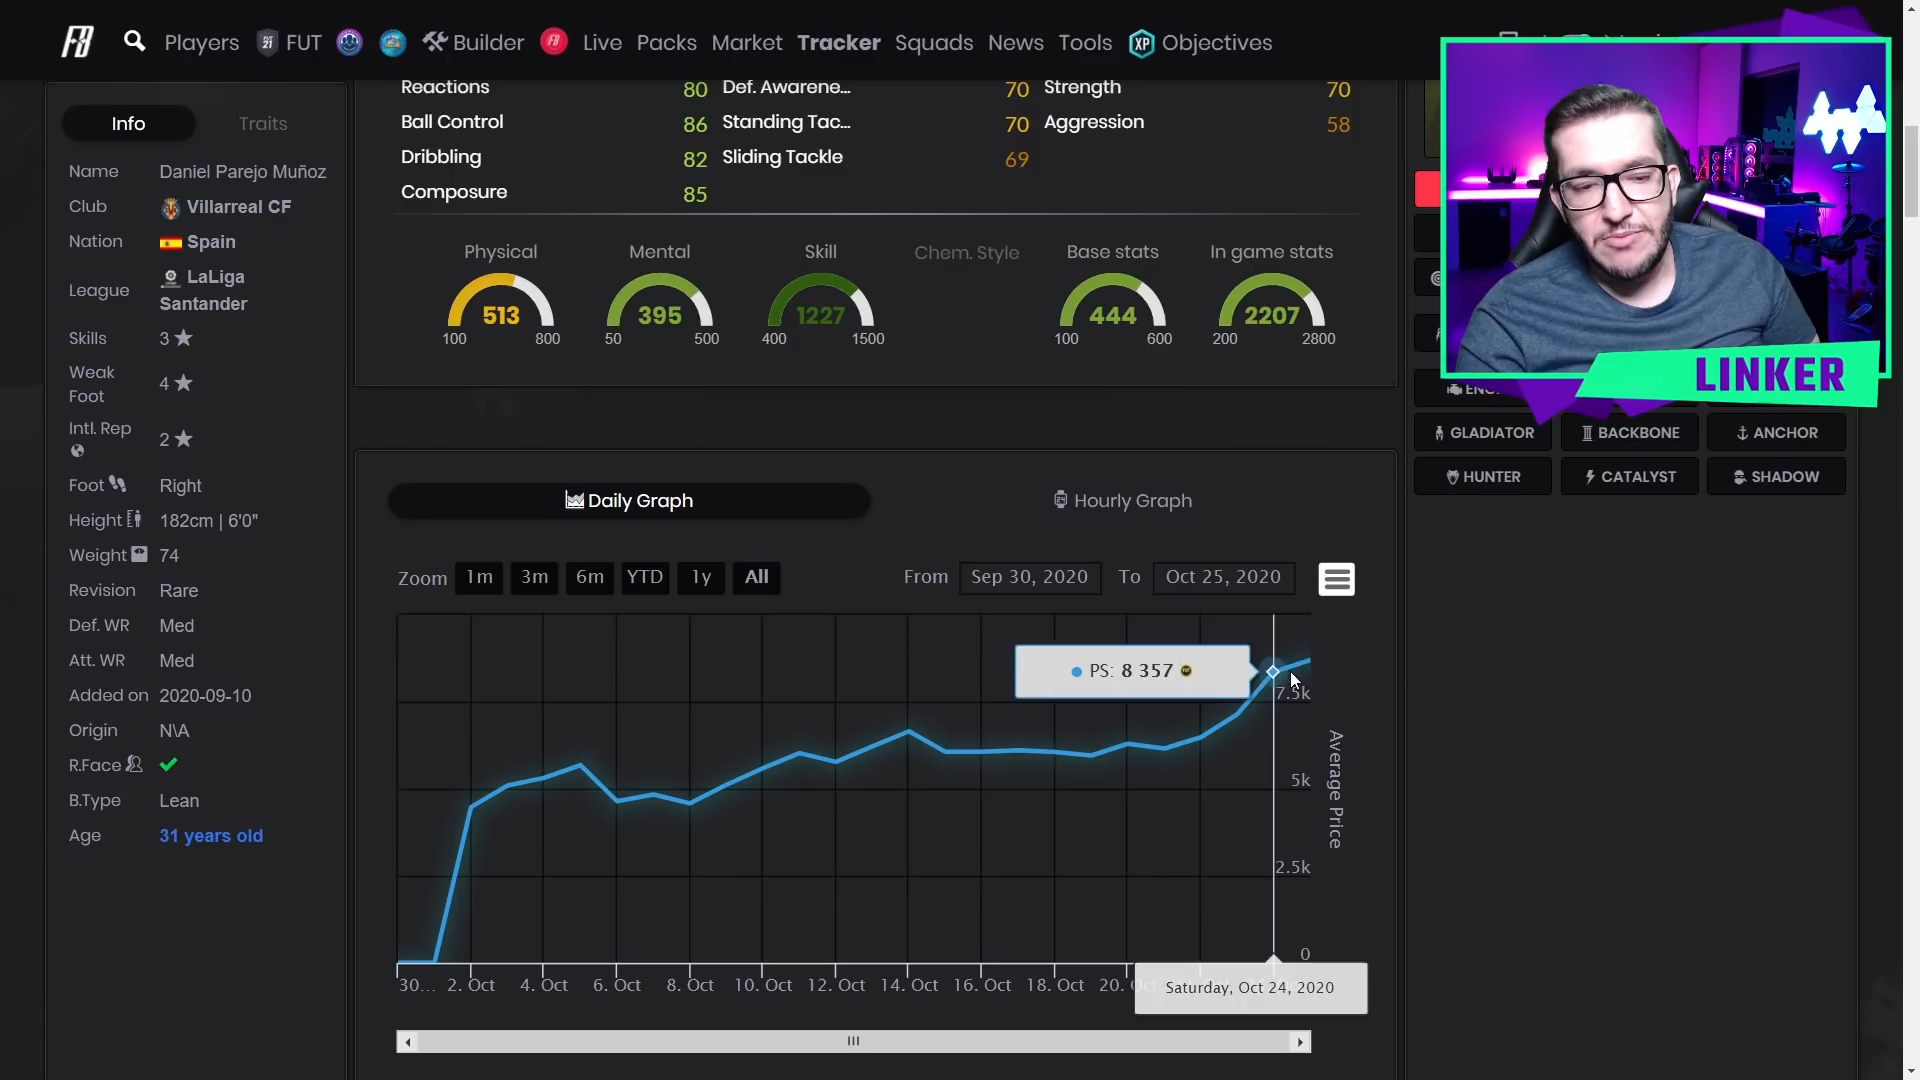 Players
21 FUT
Builder
Live
Packs
Market
Tracker
Squads
News
Tools
XP Objectives
Info
Traits
Name Daniel Parejo Muñoz
Club Villarreal CF
Nation Spain
League LaLiga Santander
Skills 3
Weak Foot 4
Intl. Rep 2
Foot Right
Height 182cm | 6'0"
Weight 74
Revision Rare
Def. WR Med
Att. WR Med
Added on 2020-09-10
Origin N\A
R.Face
B.Type Lean
Age 31 years old
Reactions 80 Def. Awarene... 70 Strength 70
Ball Control 86 Standing Tac... 70 Aggression 58
Dribbling 82 Sliding Tackle 69
Composure 85
Physical Mental Skill Chem. Style Base stats In game stats
513 395 1227 444 2207
100 800 50 500 400 1500 100 600 200 2800
Daily Graph
Hourly Graph
Zoom 1m 3m 6m YTD 1y All
From Sep 30, 2020 To Oct 25, 2020
PS: 8 357
7.5k
5k
2.5k
0
Average Price
30... 2. Oct 4. Oct 6. Oct 8. Oct 10. Oct 12. Oct 14. Oct 16. Oct 18. Oct 20.
Saturday, Oct 24, 2020
LINKER
GLADIATOR BACKBONE ANCHOR
HUNTER CATALYST SHADOW